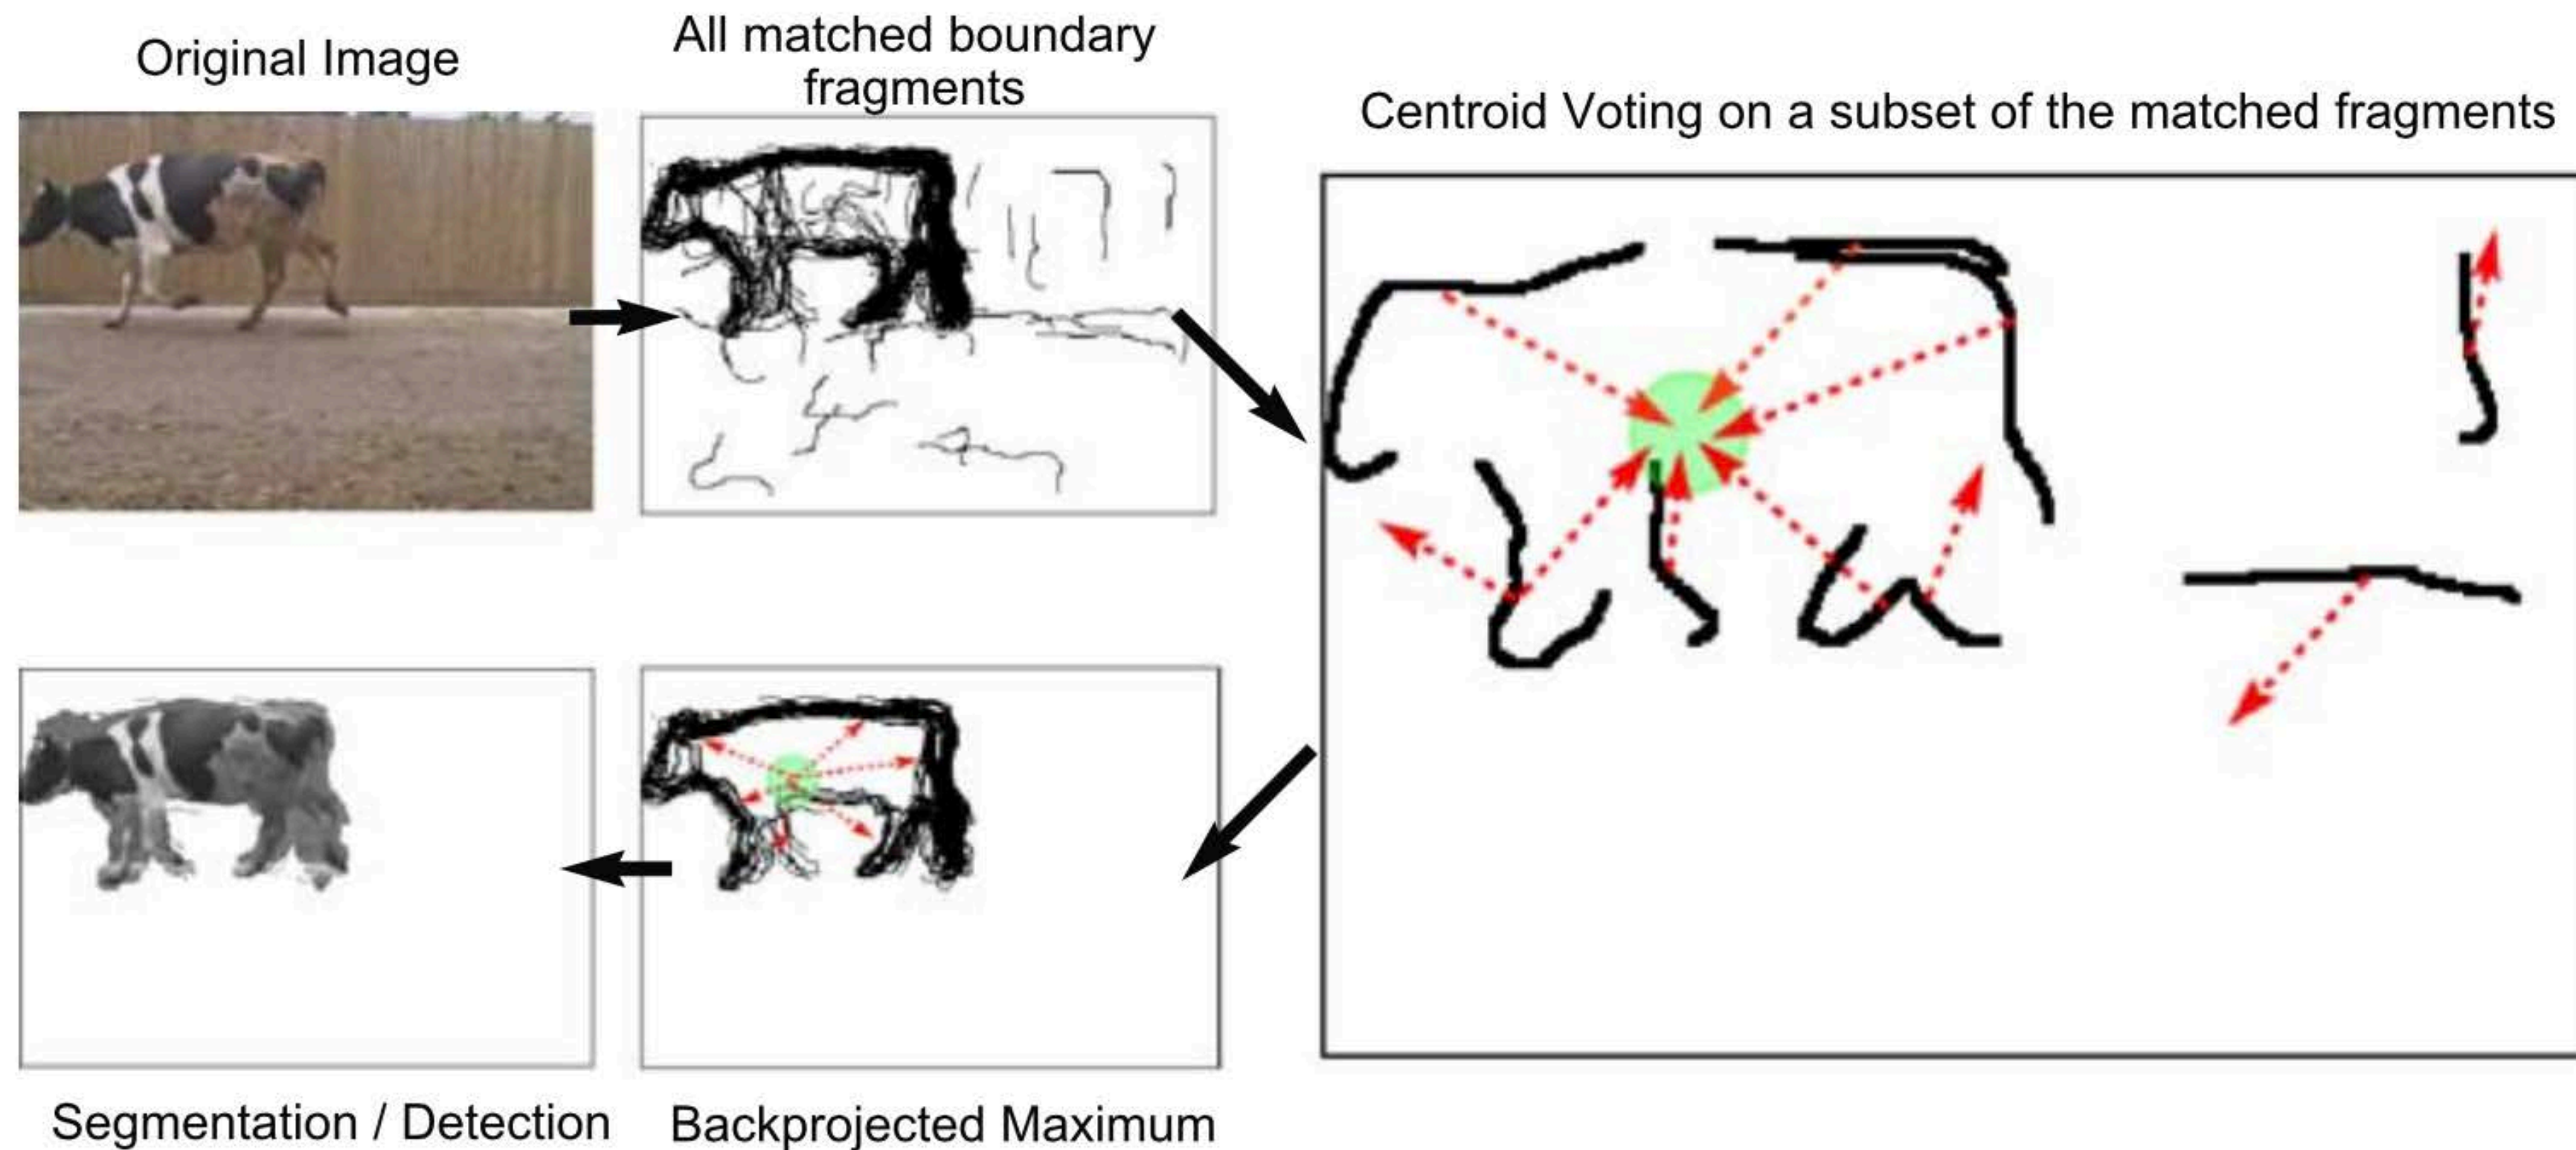 Original Image
All matched boundary
fragments
Centroid Voting on a subset of the matched fragments
Segmentation / Detection
Backprojected Maximum